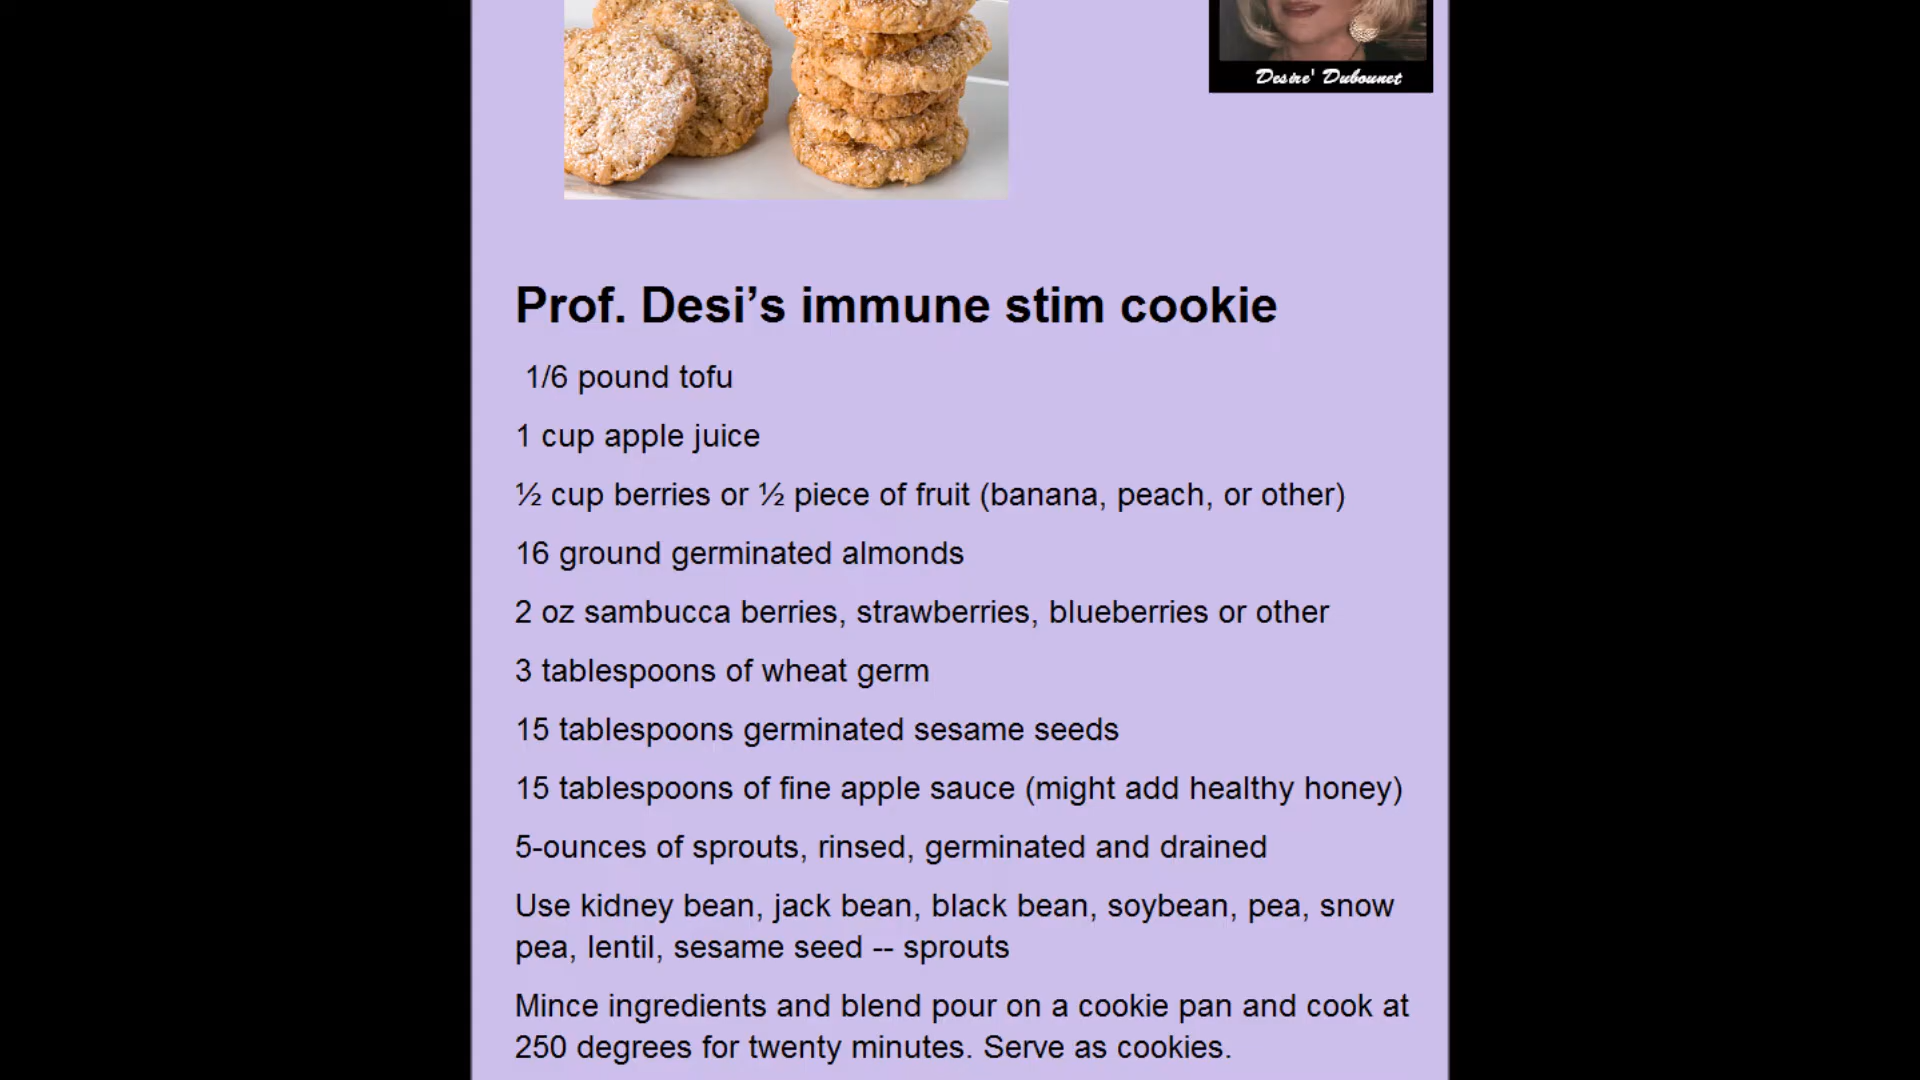 Desire' Dubounet
Prof. Desi’s immune stim cookie
1/6 pound tofu
1 cup apple juice
½ cup berries or ½ piece of fruit (banana, peach, or other)
16 ground germinated almonds
2 oz sambucca berries, strawberries, blueberries or other
3 tablespoons of wheat germ
15 tablespoons germinated sesame seeds
15 tablespoons of fine apple sauce (might add healthy honey)
5-ounces of sprouts, rinsed, germinated and drained
Use kidney bean, jack bean, black bean, soybean, pea, snow
pea, lentil, sesame seed -- sprouts
Mince ingredients and blend pour on a cookie pan and cook at
250 degrees for twenty minutes. Serve as cookies.